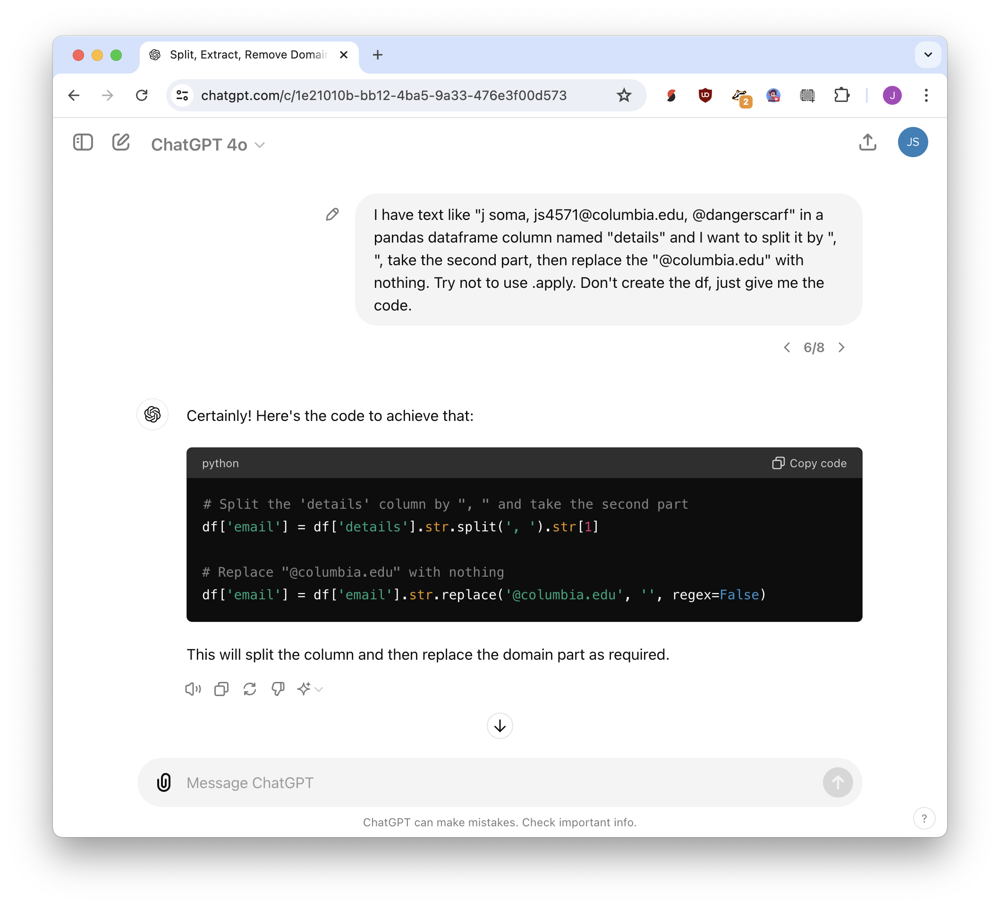 Split, Extract, Remove Domain
chatgpt.com/c/1e21010b-bb12-4ba5-9a33-476e3f00d573
2
J
ChatGPT 4o
JS
I have text like "j soma, js4571@columbia.edu, @dangerscarf" in a
pandas dataframe column named "details" and I want to split it by ",
", take the second part, then replace the "@columbia.edu" with
nothing. Try not to use .apply. Don't create the df, just give me the
code.
6/8
Certainly! Here's the code to achieve that:
python
Copy code
# Split the 'details' column by ", " and take the second part
df['email'] = df['details'].str.split(', ').str[1]
# Replace "@columbia.edu" with nothing
df['email'] = df['email'].str.replace('@columbia.edu', '', regex=False)
This will split the column and then replace the domain part as required.
Message ChatGPT
ChatGPT can make mistakes. Check important info.
?